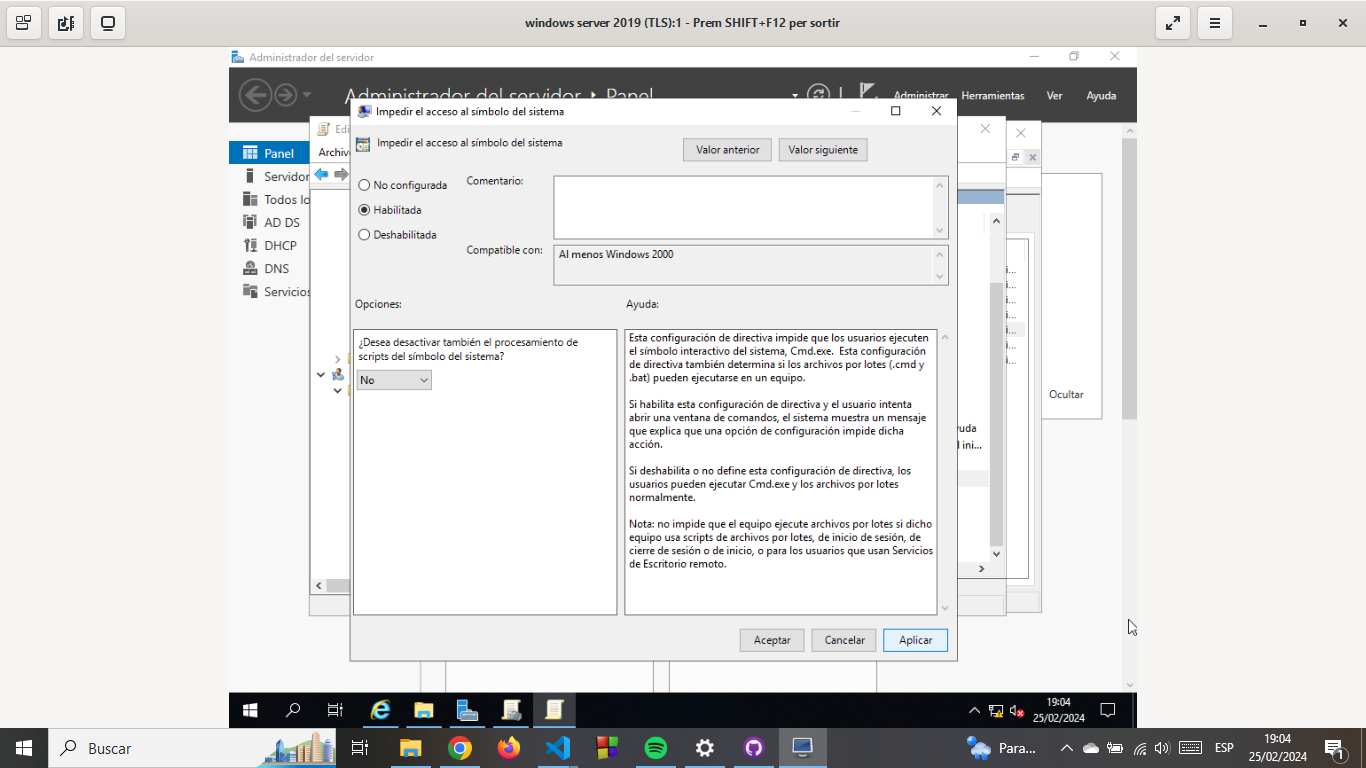 windows server 2019 (TLS):1 - Prem SHIFT+F12 per sortir
Administrador del servidor
Administrador del servidor
Panel
Administrar
Herramientas
Ver
Ayuda
Panel
Servidor
Todos lo
AD DS
DHCP
DNS
Servicios
Edi
Archiv
Impedir el acceso al símbolo del sistema
Impedir el acceso al símbolo del sistema
Valor anterior
Valor siguiente
No configurada
Habilitada
Deshabilitada
Comentario:
Compatible con:
Al menos Windows 2000
Opciones:
Ayuda:
¿Desea desactivar también el procesamiento de
scripts del símbolo del sistema?
No
Esta configuración de directiva impide que los usuarios ejecuten
el símbolo interactivo del sistema, Cmd.exe. Esta configuración
de directiva también determina si los archivos por lotes (.cmd y
.bat) pueden ejecutarse en un equipo.
Si habilita esta configuración de directiva y el usuario intenta
abrir una ventana de comandos, el sistema muestra un mensaje
que explica que una opción de configuración impide dicha
acción.
Si deshabilita o no define esta configuración de directiva, los
usuarios pueden ejecutar Cmd.exe y los archivos por lotes
normalmente.
Nota: no impide que el equipo ejecute archivos por lotes si dicho
equipo usa scripts de archivos por lotes, de inicio de sesión, de
cierre de sesión o de inicio, o para los usuarios que usan Servicios
de Escritorio remoto.
Aceptar
Cancelar
Aplicar
i...
i...
i...
i...
i...
i...
i...
Ocultar
yuda
l ini...
19:04
25/02/2024
Buscar
Para...
ESP
19:04
25/02/2024
1